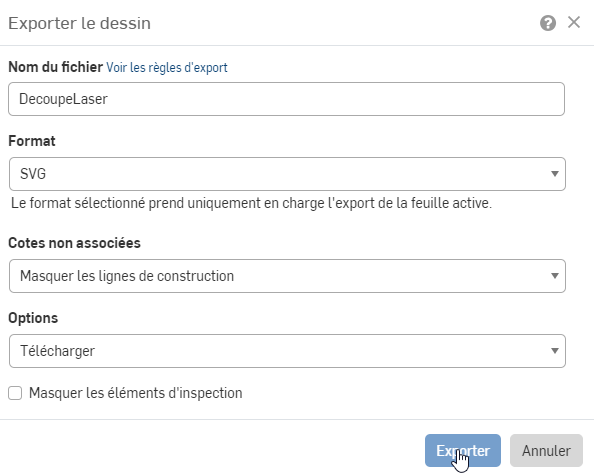 Exporter le dessin
Nom du fichier Voir les règles d'export
DecoupeLaser
Format
SVG
Le format sélectionné prend uniquement en charge l'export de la feuille active.
Cotes non associées
Masquer les lignes de construction
Options
Télécharger
Masquer les éléments d'inspection
Exporter Annuler